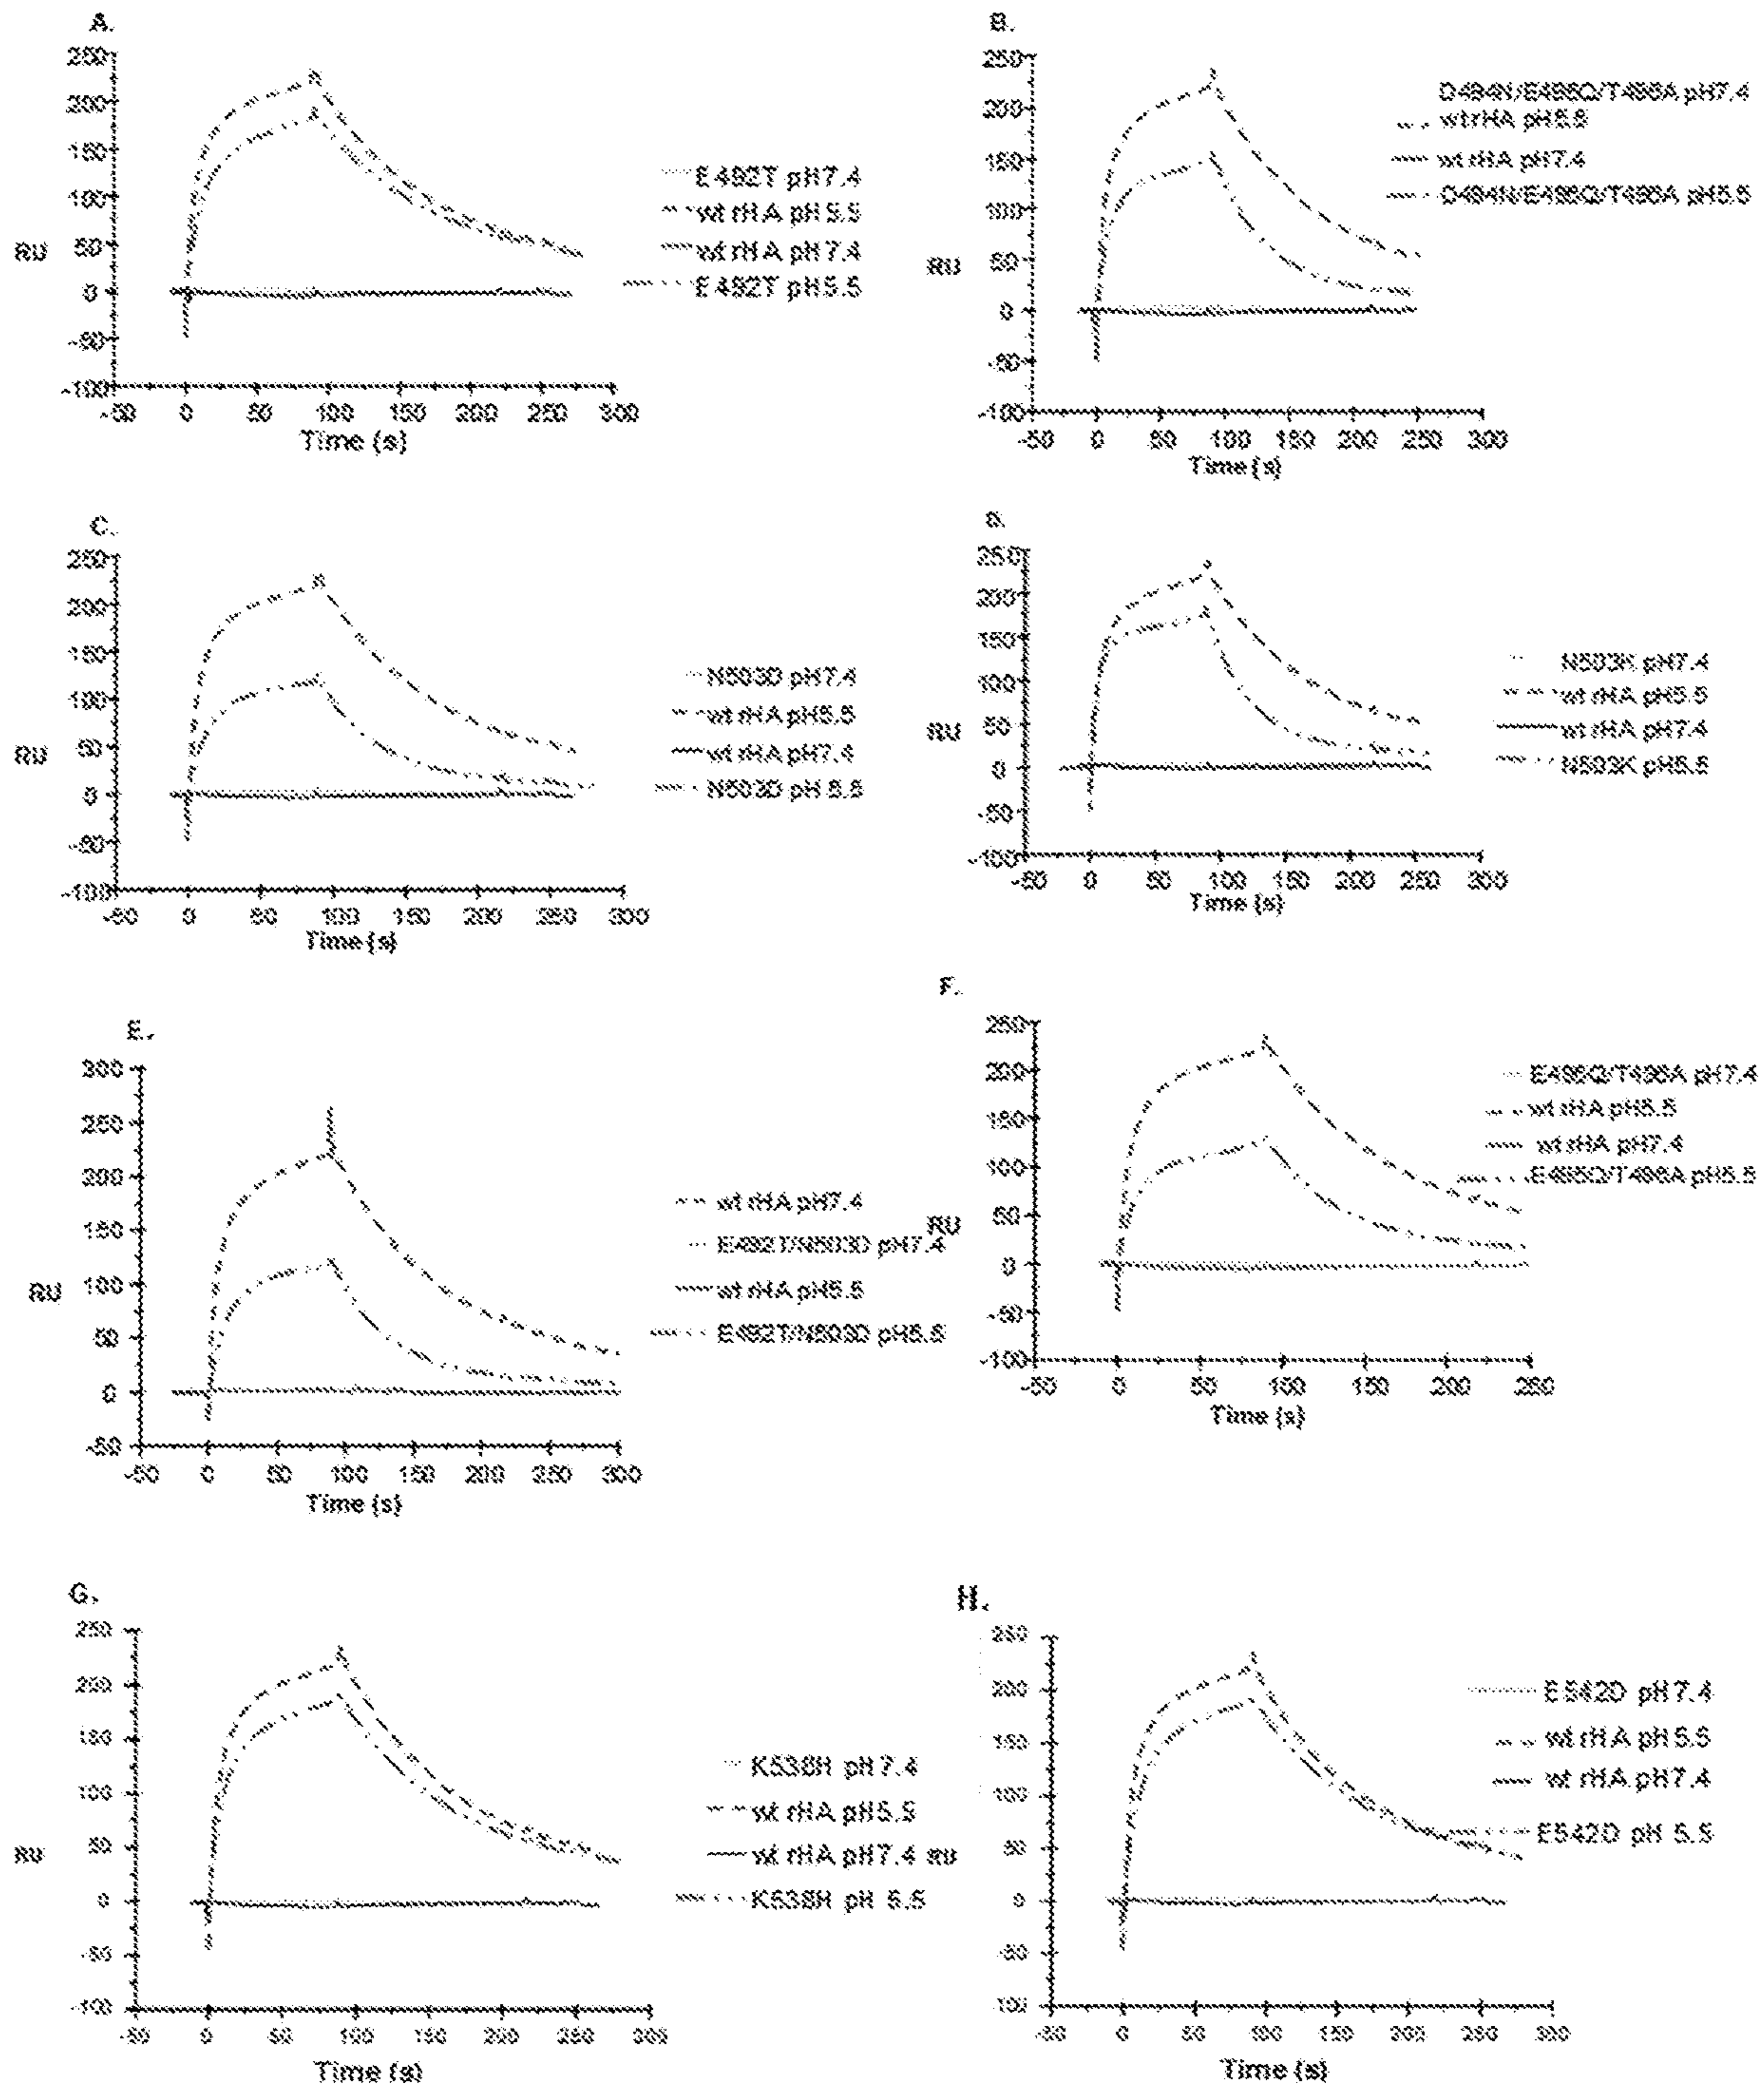 A.
250
200
150
100
50
0
-50
-100
RU
-50 0 50 100 150 200 250 300
Time (s)
E492T pH7.4
wt rHA pH5.5
wt rHA pH7.4
E492T pH5.5
B.
250
200
150
100
50
0
-50
-100
RU
-50 0 50 100 150 200 250 300
Time (s)
D494N/E495Q/T496A pH7.4
wt rHA pH5.5
wt rHA pH7.4
D494N/E495Q/T496A pH5.5
C.
250
200
150
100
50
0
-50
-100
RU
-50 0 50 100 150 200 250 300
Time (s)
N503D pH7.4
wt rHA pH5.5
wt rHA pH7.4
N503D pH 5.5
250
200
150
100
50
0
-50
-100
RU
-50 0 50 100 150 200 250 300
Time (s)
N503K pH7.4
wt rHA pH5.5
wt rHA pH7.4
N503K pH5.5
E.
300
250
200
150
100
50
0
-50
RU
-50 0 50 100 150 200 250 300
Time (s)
wt rHA pH7.4
E492T/N503D pH7.4
wt rHA pH5.5
E492T/N503D pH5.5
F.
250
200
150
100
50
0
-50
-100
RU
-50 0 50 100 150 200 250
Time (s)
E495Q/T496A pH7.4
wt rHA pH5.5
wt rHA pH7.4
E495Q/T496A pH5.5
G.
250
200
150
100
50
0
-50
-100
RU
-50 0 50 100 150 200 250 300
Time (s)
K538H pH 7.4
wt rHA pH5.5
wt rHA pH7.4
K538H pH 5.5
H.
250
200
150
100
50
0
-50
-100
RU
-50 0 50 100 150 200 250 300
Time (s)
E542D pH 7.4
wt rHA pH 5.5
wt rHA pH7.4
E542D pH 5.5